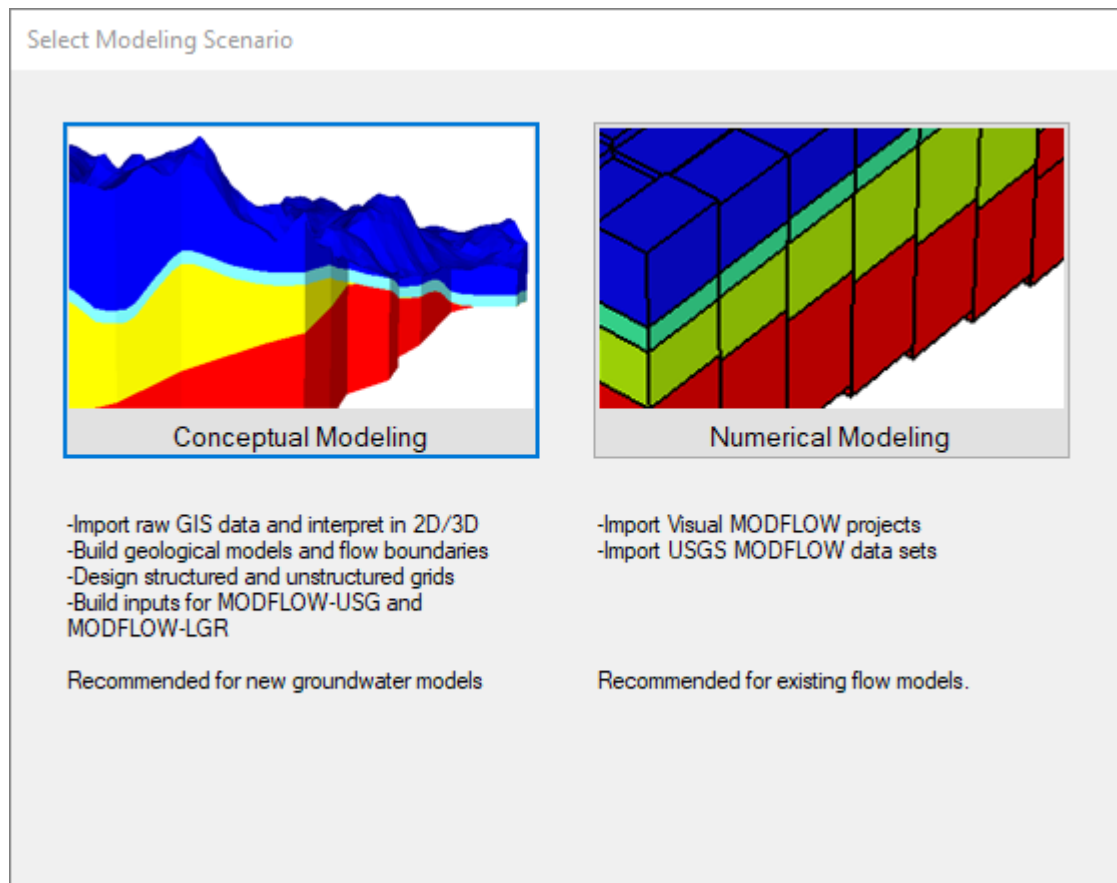 Select Modeling Scenario
Conceptual Modeling
-Import raw GIS data and interpret in 2D/3D
-Build geological models and flow boundaries
-Design structured and unstructured grids
-Build inputs for MODFLOW-USG and
MODFLOW-LGR
Recommended for new groundwater models
Numerical Modeling
-Import Visual MODFLOW projects
-Import USGS MODFLOW data sets
Recommended for existing flow models.